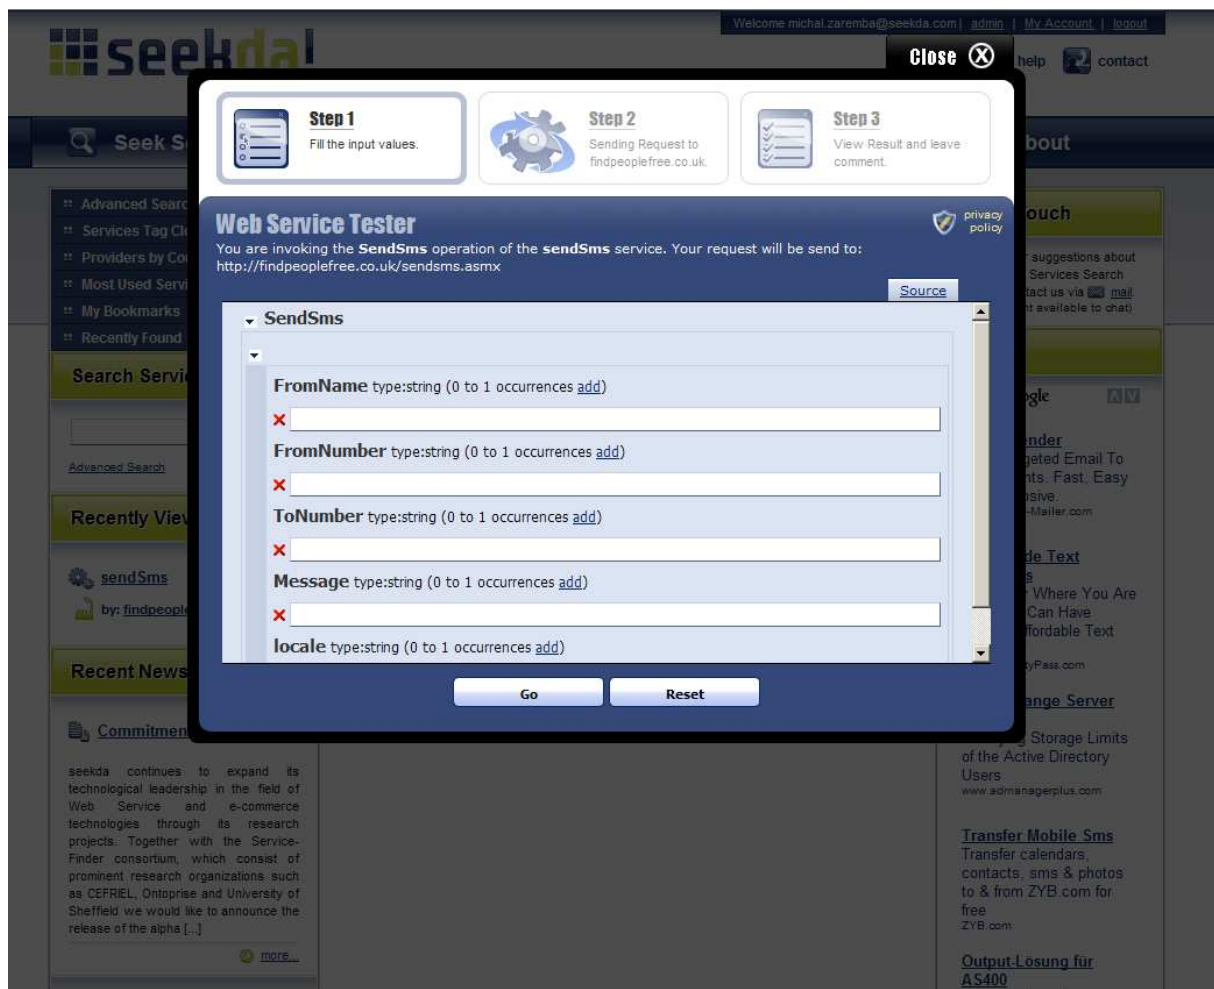 Welcome michal.zaremba@seekda.com | admin | My Account | logout
seekda!
Close
help
contact
Step 1
Fill the input values.
Step 2
Sending Request to
findpeoplefree.co.uk.
Step 3
View Result and leave
comment.
Seek
bout
Advanced Searc
Services Tag Cl
Providers by Co
Most Used Servi
My Bookmarks
Recently Found
Web Service Tester
privacy
policy
You are invoking the SendSms operation of the sendSms service. Your request will be send to:
http://findpeoplefree.co.uk/sendsms.asmx
Source
SendSms
FromName type:string (0 to 1 occurrences add)
FromNumber type:string (0 to 1 occurrences add)
ToNumber type:string (0 to 1 occurrences add)
Message type:string (0 to 1 occurrences add)
locale type:string (0 to 1 occurrences add)
Go
Reset
Search Servi
Advanced Search
Recently Vie
sendSms
by: findpeopl
Recent News
Commitmen
seekda continues to expand its
technological leadership in the field of
Web Service and e-commerce
technologies through its research
projects. Together with the Service-
Finder consortium, which consist of
prominent research organizations such
as CEFRIEL, Ontoprise and University of
Sheffield we would like to announce the
release of the alpha [...]
more...
ouch
suggestions about
Services Search
tact us via mail
nt available to chat)
ogle
ender
geted Email To
nts. Fast, Easy
nsive.
-Mailer.com
de Text
s
Where You Are
Can Have
ffordable Text
tyPass.com
ange Server
g Storage Limits
of the Active Directory
Users
www.admanagerplus.com
Transfer Mobile Sms
Transfer calendars,
contacts, sms & photos
to & from ZYB.com for
free
ZYB.com
Output-Lösung für
AS400